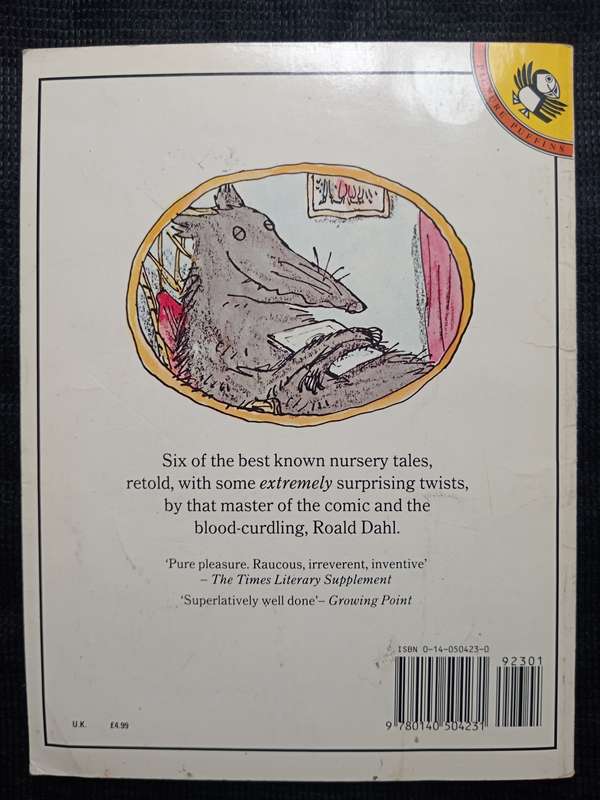 PICTURE PUFFINS
Six of the best known nursery tales,
retold, with some extremely surprising twists,
by that master of the comic and the
blood-curdling, Roald Dahl.
‘Pure pleasure. Raucous, irreverent, inventive’
– The Times Literary Supplement
‘Superlatively well done’– Growing Point
ISBN 0-14-050423-0
92301
9 780140 504231
U.K. £4.99